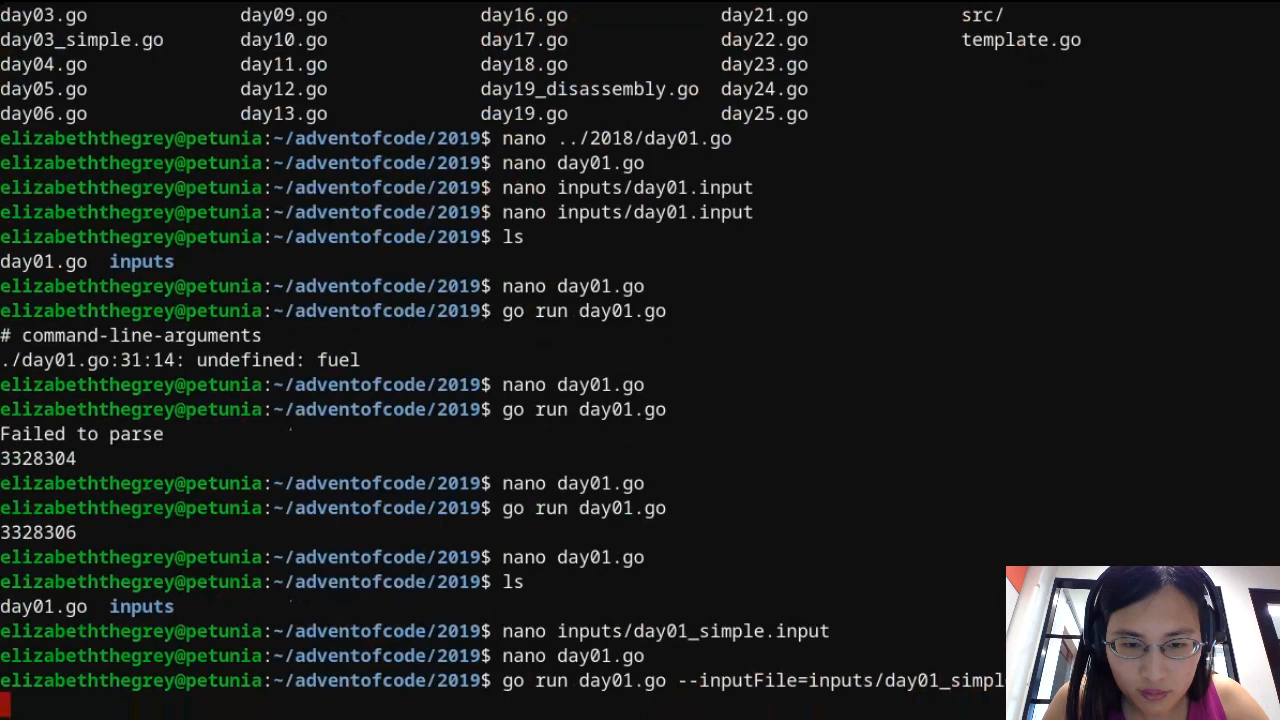 day03.go day09.go day16.go day21.go src/
day03_simple.go day10.go day17.go day22.go template.go
day04.go day11.go day18.go day23.go
day05.go day12.go day19_disassembly.go day24.go
day06.go day13.go day19.go day25.go
elizabeththegrey@petunia:~/adventofcode/2019$ nano ../2018/day01.go
elizabeththegrey@petunia:~/adventofcode/2019$ nano day01.go
elizabeththegrey@petunia:~/adventofcode/2019$ nano inputs/day01.input
elizabeththegrey@petunia:~/adventofcode/2019$ nano inputs/day01.input
elizabeththegrey@petunia:~/adventofcode/2019$ ls
day01.go inputs
elizabeththegrey@petunia:~/adventofcode/2019$ nano day01.go
elizabeththegrey@petunia:~/adventofcode/2019$ go run day01.go
# command-line-arguments
./day01.go:31:14: undefined: fuel
elizabeththegrey@petunia:~/adventofcode/2019$ nano day01.go
elizabeththegrey@petunia:~/adventofcode/2019$ go run day01.go
Failed to parse
3328304
elizabeththegrey@petunia:~/adventofcode/2019$ nano day01.go
elizabeththegrey@petunia:~/adventofcode/2019$ go run day01.go
3328306
elizabeththegrey@petunia:~/adventofcode/2019$ nano day01.go
elizabeththegrey@petunia:~/adventofcode/2019$ ls
day01.go inputs
elizabeththegrey@petunia:~/adventofcode/2019$ nano inputs/day01_simple.input
elizabeththegrey@petunia:~/adventofcode/2019$ nano day01.go
elizabeththegrey@petunia:~/adventofcode/2019$ go run day01.go --inputFile=inputs/day01_simpl